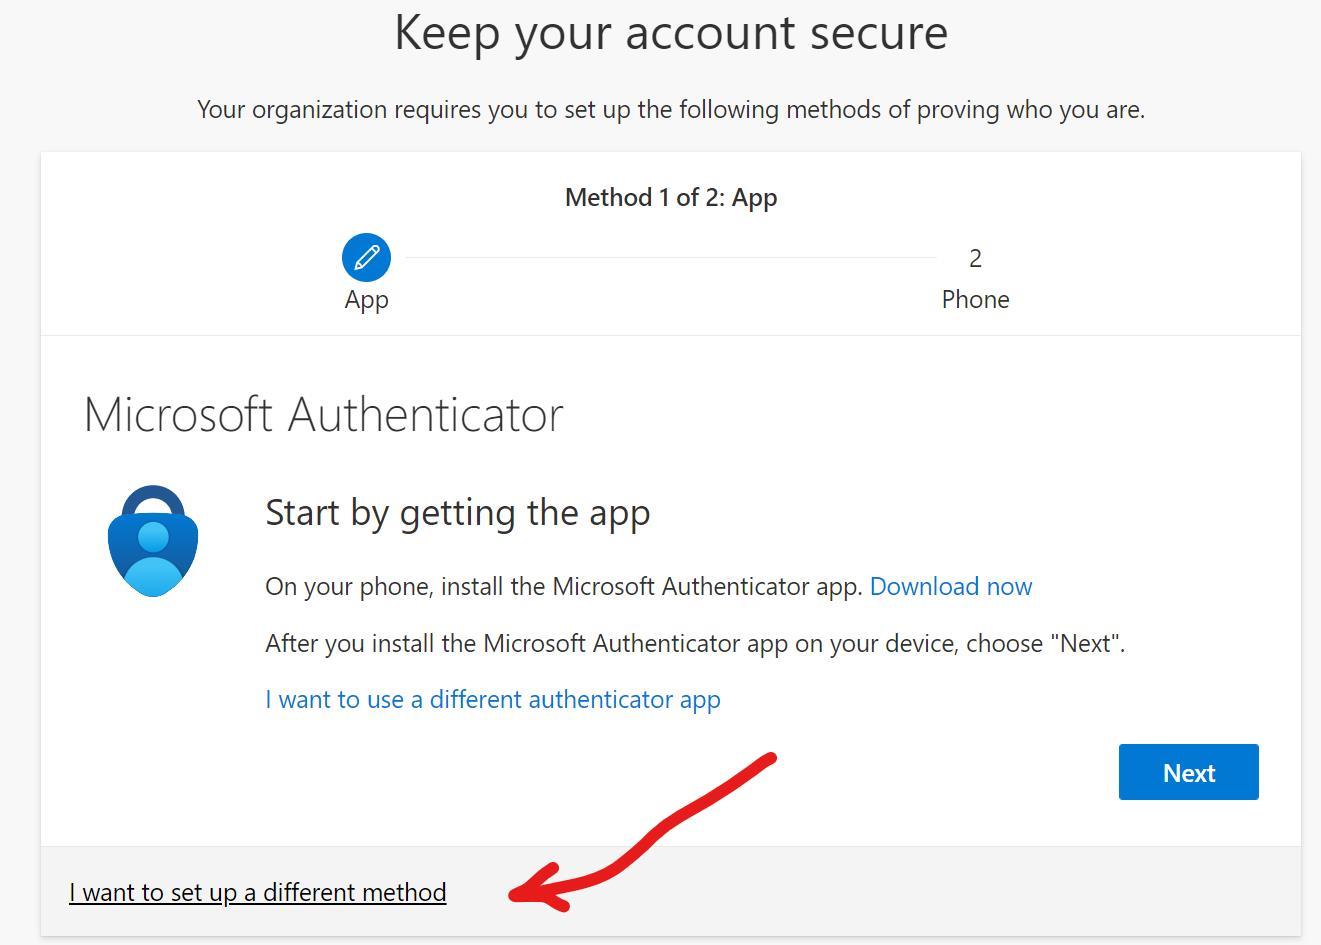 Keep your account secure
Your organization requires you to set up the following methods of proving who you are.
Method 1 of 2: App
2
App
Phone
Microsoft Authenticator
Start by getting the app
On your phone, install the Microsoft Authenticator app. Download now
After you install the Microsoft Authenticator app on your device, choose "Next".
I want to use a different authenticator app
Next
I want to set up a different method